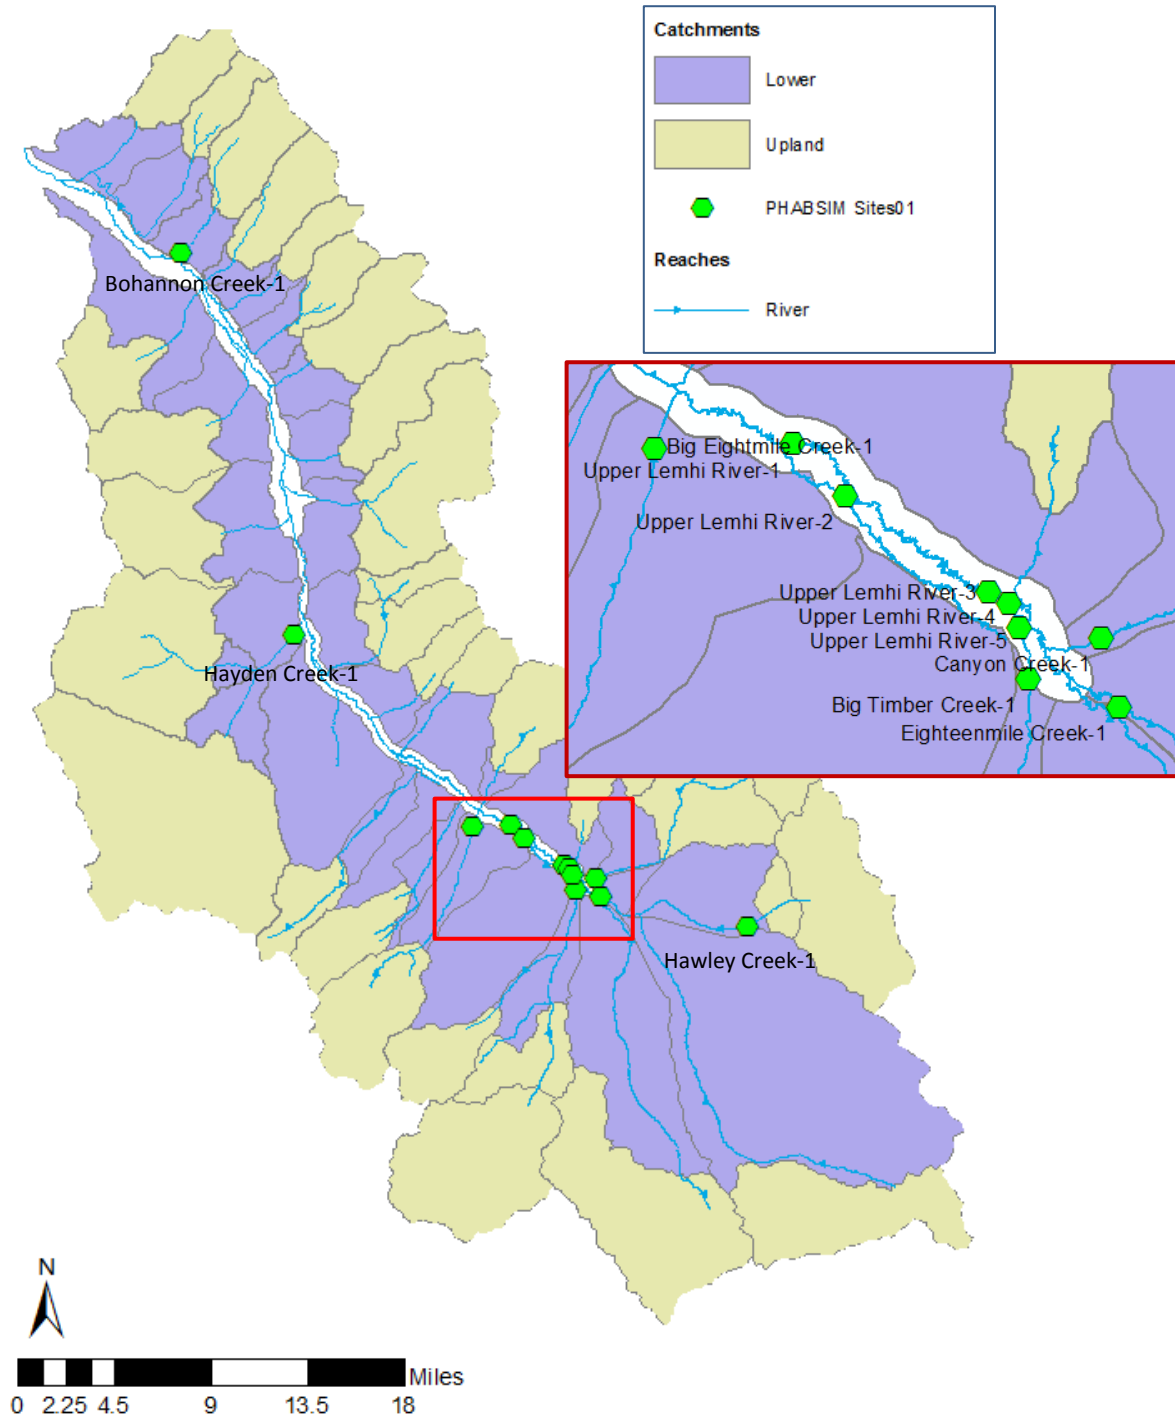 Catchments
Lower
Upland
PHABSIM Sites01
Reaches
River
Bohannon Creek-1
Big Eightmile Creek-1
Upper Lemhi River-1
Upper Lemhi River-2
Upper Lemhi River-3
Upper Lemhi River-4
Upper Lemhi River-5
Canyon Creek-1
Big Timber Creek-1
Eighteenmile Creek-1
Hayden Creek-1
Hawley Creek-1
N
Miles
0 2.25 4.5 9 13.5 18